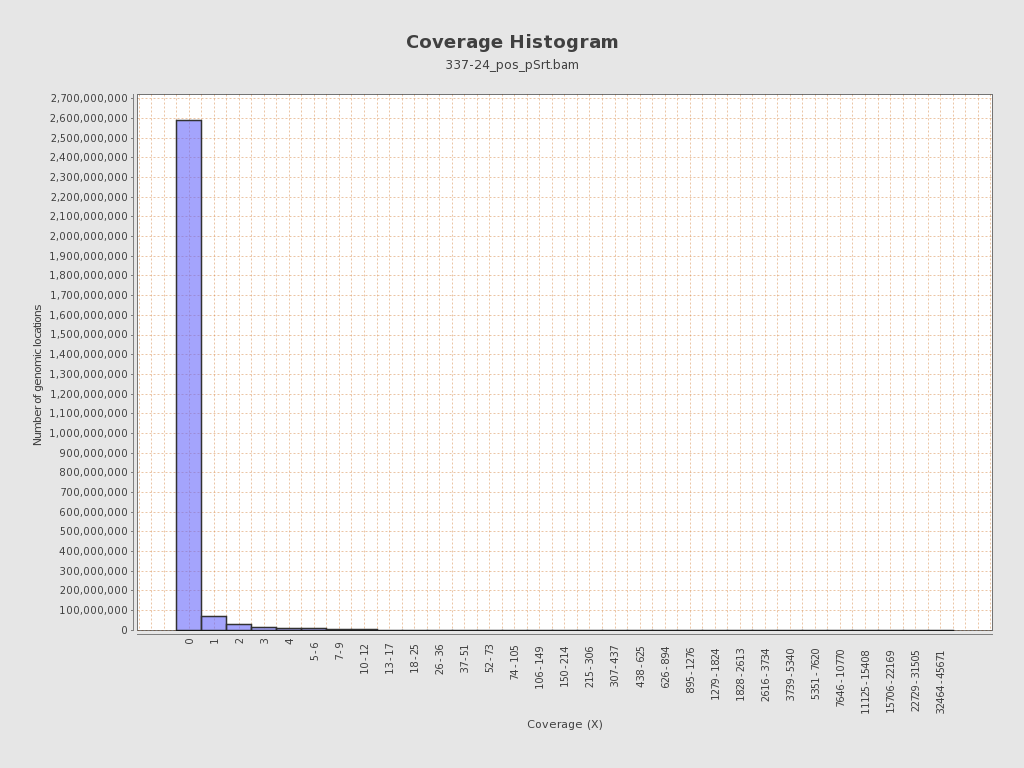 Coverage Histogram
337-24_pos_pSrt.bam
2,700,000,000
2,600,000,000
2,500,000,000
2,400,000,000
2,300,000,000
2,200,000,000
2,100,000,000
2,000,000,000
1,900,000,000
1,800,000,000
1,700,000,000
1,600,000,000
1,500,000,000
1,400,000,000
1,300,000,000
1,200,000,000
1,100,000,000
1,000,000,000
900,000,000
800,000,000
700,000,000
600,000,000
500,000,000
400,000,000
300,000,000
200,000,000
100,000,000
0
Number of genomic locations
0
1
2
3
4
5 - 6
7 - 9
10 - 12
13 - 17
18 - 25
26 - 36
37 - 51
52 - 73
74 - 105
106 - 149
150 - 214
215 - 306
307 - 437
438 - 625
626 - 894
895 - 1276
1279 - 1824
1828 - 2613
2616 - 3734
3739 - 5340
5351 - 7620
7646 - 10770
11125 - 15408
15706 - 22169
22729 - 31505
32464 - 45671
Coverage (X)